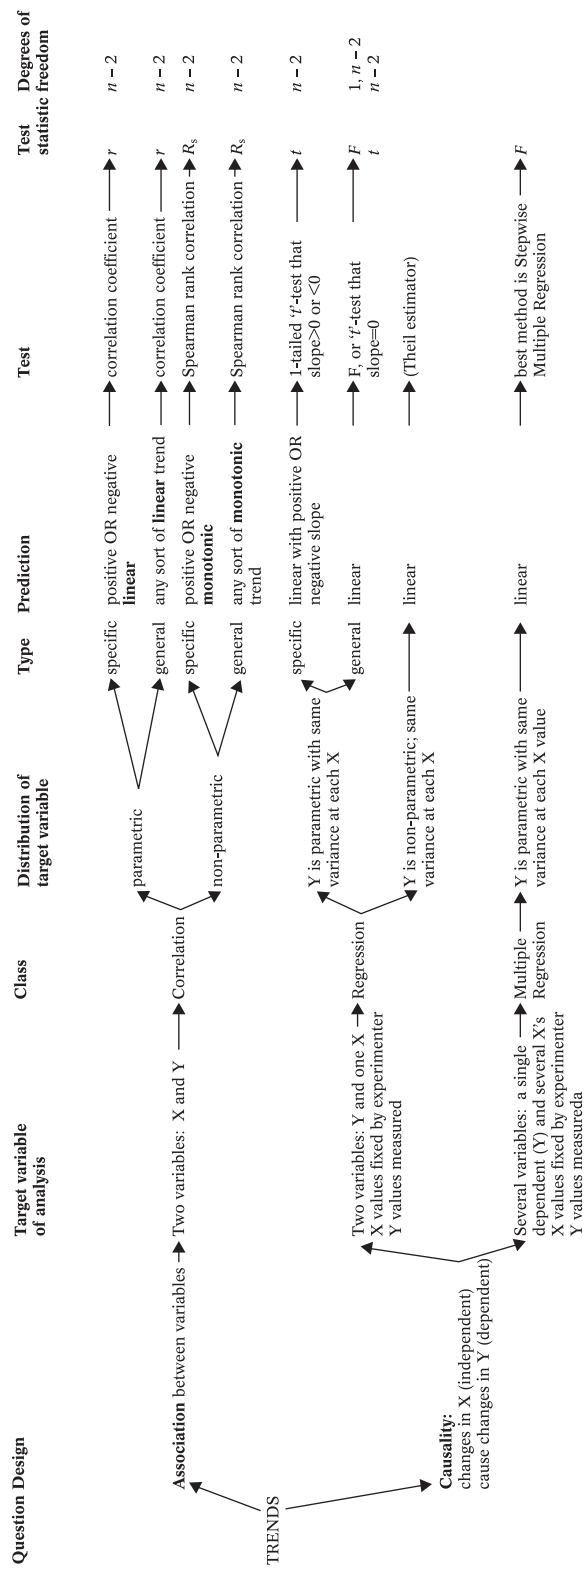 Question Design
Target variable
of analysis
Class
Distribution of
target variable
Type
Prediction
Test
Test
statistic
Degrees of
freedom
TRENDS
Association between variables
Two variables: X and Y
Correlation
parametric
specific
positive OR negative
linear
correlation coefficient
r
n – 2
general
any sort of linear trend
correlation coefficient
r
n – 2
non-parametric
specific
positive OR negative
monotonic
Spearman rank correlation
Rs
n – 2
general
any sort of monotonic
trend
Spearman rank correlation
Rs
n – 2
Causality:
changes in X (independent)
cause changes in Y (dependent)
Two variables: Y and one X
X values fixed by experimenter
Y values measured
Regression
Y is parametric with same
variance at each X
specific
linear with positive OR
negative slope
1-tailed ‘t’-test that
slope>0 or <0
t
n – 2
general
linear
F, or ‘t’-test that
slope=0
F
t
1, n – 2
n – 2
Y is non-parametric; same
variance at each X
linear
(Theil estimator)
Several variables: a single
dependent (Y) and several X's
X values fixed by experimenter
Y values measureda
Multiple
Regression
Y is parametric with same
variance at each X value
linear
best method is Stepwise
Multiple Regression
F